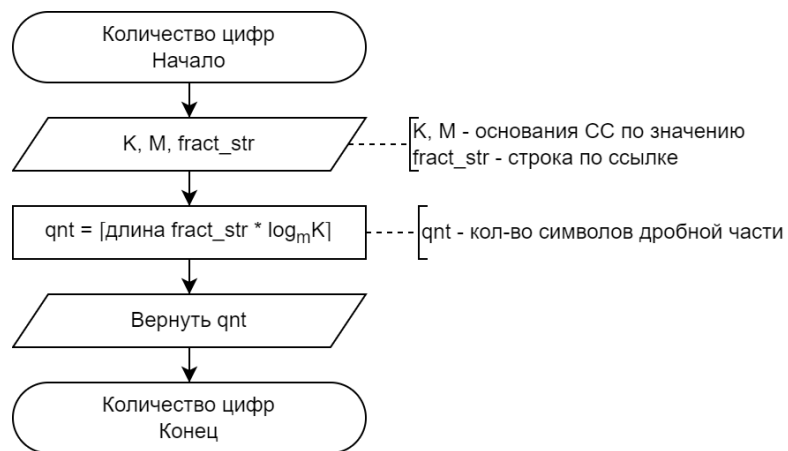 Количество цифр
Начало
K, M, fract_str
K, M - основания СС по значению
fract_str - строка по ссылке
qnt = ⌈длина fract_str * logₘK⌉
qnt - кол-во символов дробной части
Вернуть qnt
Количество цифр
Конец